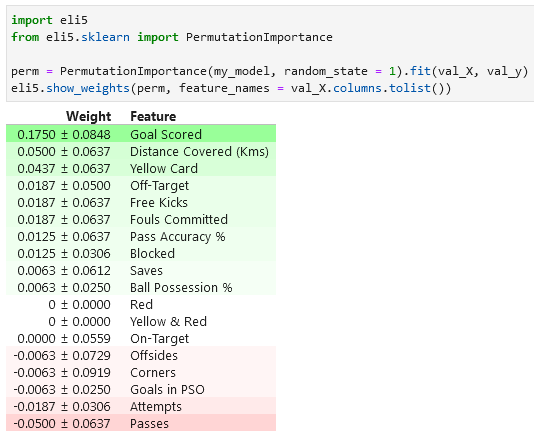 import eli5
from eli5.sklearn import PermutationImportance
perm = PermutationImportance(my_model, random_state = 1).fit(val_X, val_y)
eli5.show_weights(perm, feature_names = val_X.columns.tolist())
Weight Feature
0.1750 ± 0.0848 Goal Scored
0.0500 ± 0.0637 Distance Covered (Kms)
0.0437 ± 0.0637 Yellow Card
0.0187 ± 0.0500 Off-Target
0.0187 ± 0.0637 Free Kicks
0.0187 ± 0.0637 Fouls Committed
0.0125 ± 0.0637 Pass Accuracy %
0.0125 ± 0.0306 Blocked
0.0063 ± 0.0612 Saves
0.0063 ± 0.0250 Ball Possession %
0 ± 0.0000 Red
0 ± 0.0000 Yellow & Red
0.0000 ± 0.0559 On-Target
-0.0063 ± 0.0729 Offsides
-0.0063 ± 0.0919 Corners
-0.0063 ± 0.0250 Goals in PSO
-0.0187 ± 0.0306 Attempts
-0.0500 ± 0.0637 Passes